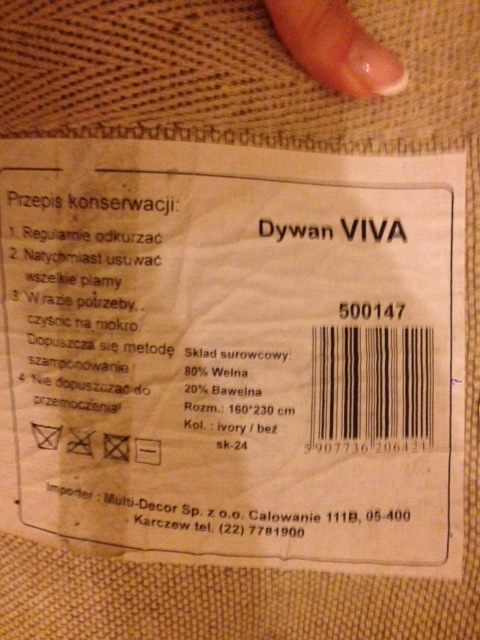 Przepis konserwacji:
1. Regularnie odkurzać
2. Natychmiast usuwać
wszelkie plamy
3. W razie potrzeby,
czyścić na mokro.
Dopuszcza się metodę
szamponowania!
4. Nie dopuszczać do
przemoczenia!
Dywan VIVA
500147
5907736206421
Skład surowcowy:
80% Wełna
20% Bawełna
Rozm.: 160*230 cm
Kol. : ivory / beż
sk-24
Importer : Multi-Decor Sp. z o.o. Całowanie 111B, 05-400
Karczew tel. (22) 7781900